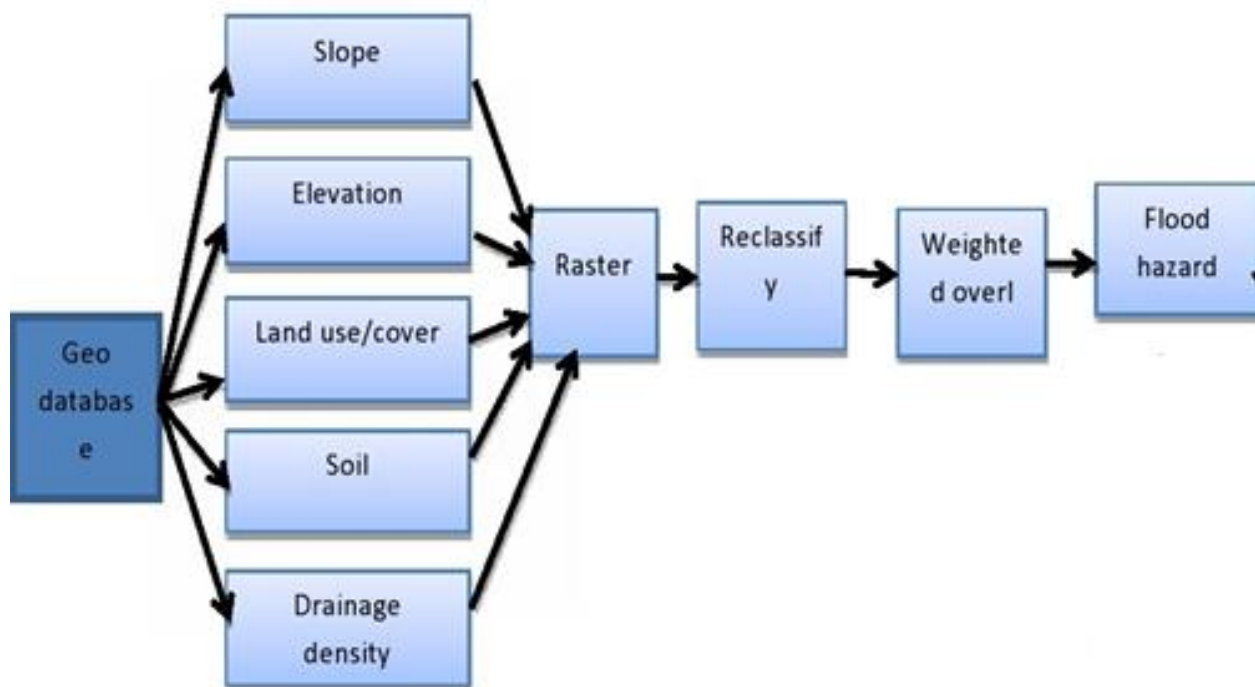 Slope
Elevation
Land use/cover
Soil
Drainage
density
Geo
databas
e
Raster
Reclassif
y
Weighte
d overl
Flood
hazard